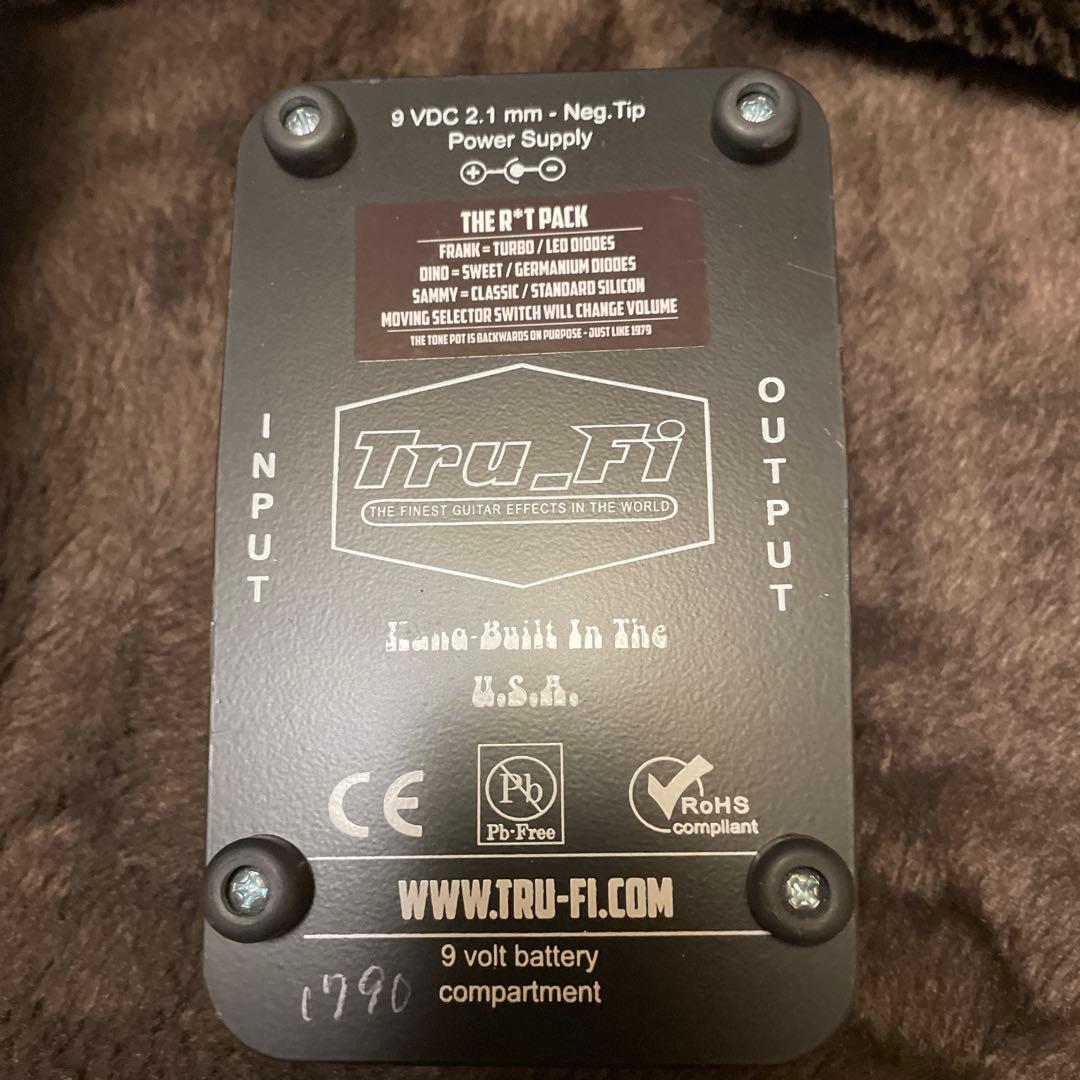 9 VDC 2.1 mm - Neg.Tip
Power Supply
+ -
THE R*T PACK
FRANK = TURBO / LED DIODES
DINO = SWEET / GERMANIUM DIODES
SAMMY = CLASSIC / STANDARD SILICON
MOVING SELECTOR SWITCH WILL CHANGE VOLUME
THE TONE POT IS BACKWARDS ON PURPOSE - JUST LIKE 1979
INPUT
OUTPUT
Tru_Fi
THE FINEST GUITAR EFFECTS IN THE WORLD
Hand-Built In The
U.S.A.
CE
Pb
Pb-Free
RoHS
compliant
WWW.TRU-FI.COM
9 volt battery
compartment
1790